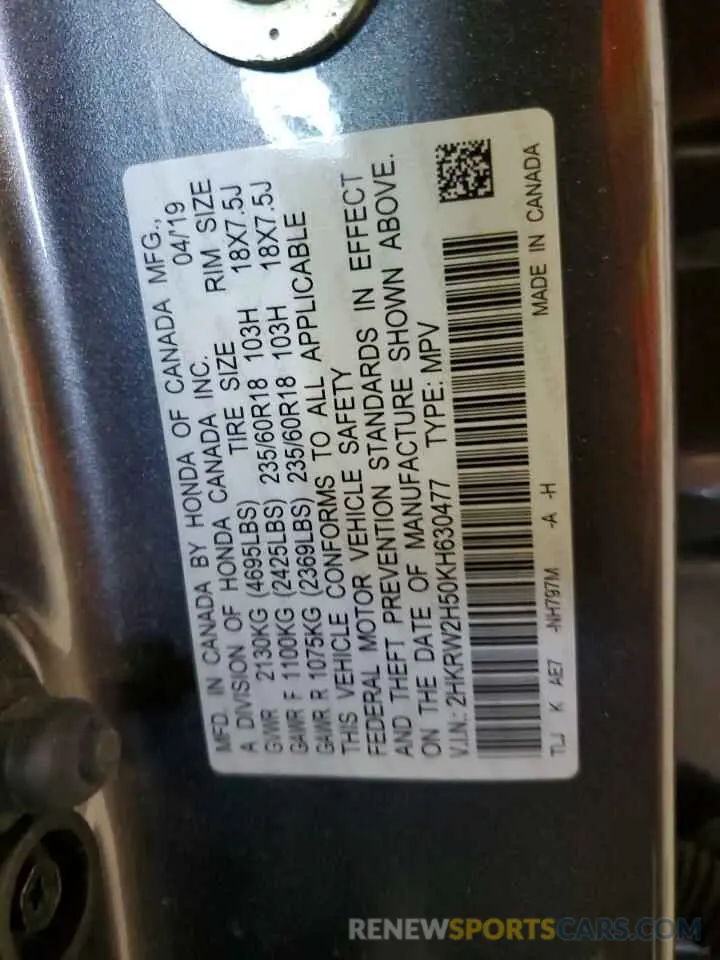 MFD. IN CANADA BY HONDA OF CANADA MFG.,
A DIVISION OF HONDA CANADA INC. 04/'19
GVWR 2130KG (4695LBS) TIRE SIZE RIM SIZE
GAWR F 1100KG (2425LBS) 235/60R18 103H 18X7.5J
GAWR R 1075KG (2369LBS) 235/60R18 103H 18X7.5J
THIS VEHICLE CONFORMS TO ALL APPLICABLE
FEDERAL MOTOR VEHICLE SAFETY
AND THEFT PREVENTION STANDARDS IN EFFECT
ON THE DATE OF MANUFACTURE SHOWN ABOVE.
V.I.N.: 2HKRW2H50KH630477 TYPE: MPV
TLJ K AE7 -NH797M -A -H MADE IN CANADA
RENEWSPORTSCARS.COM